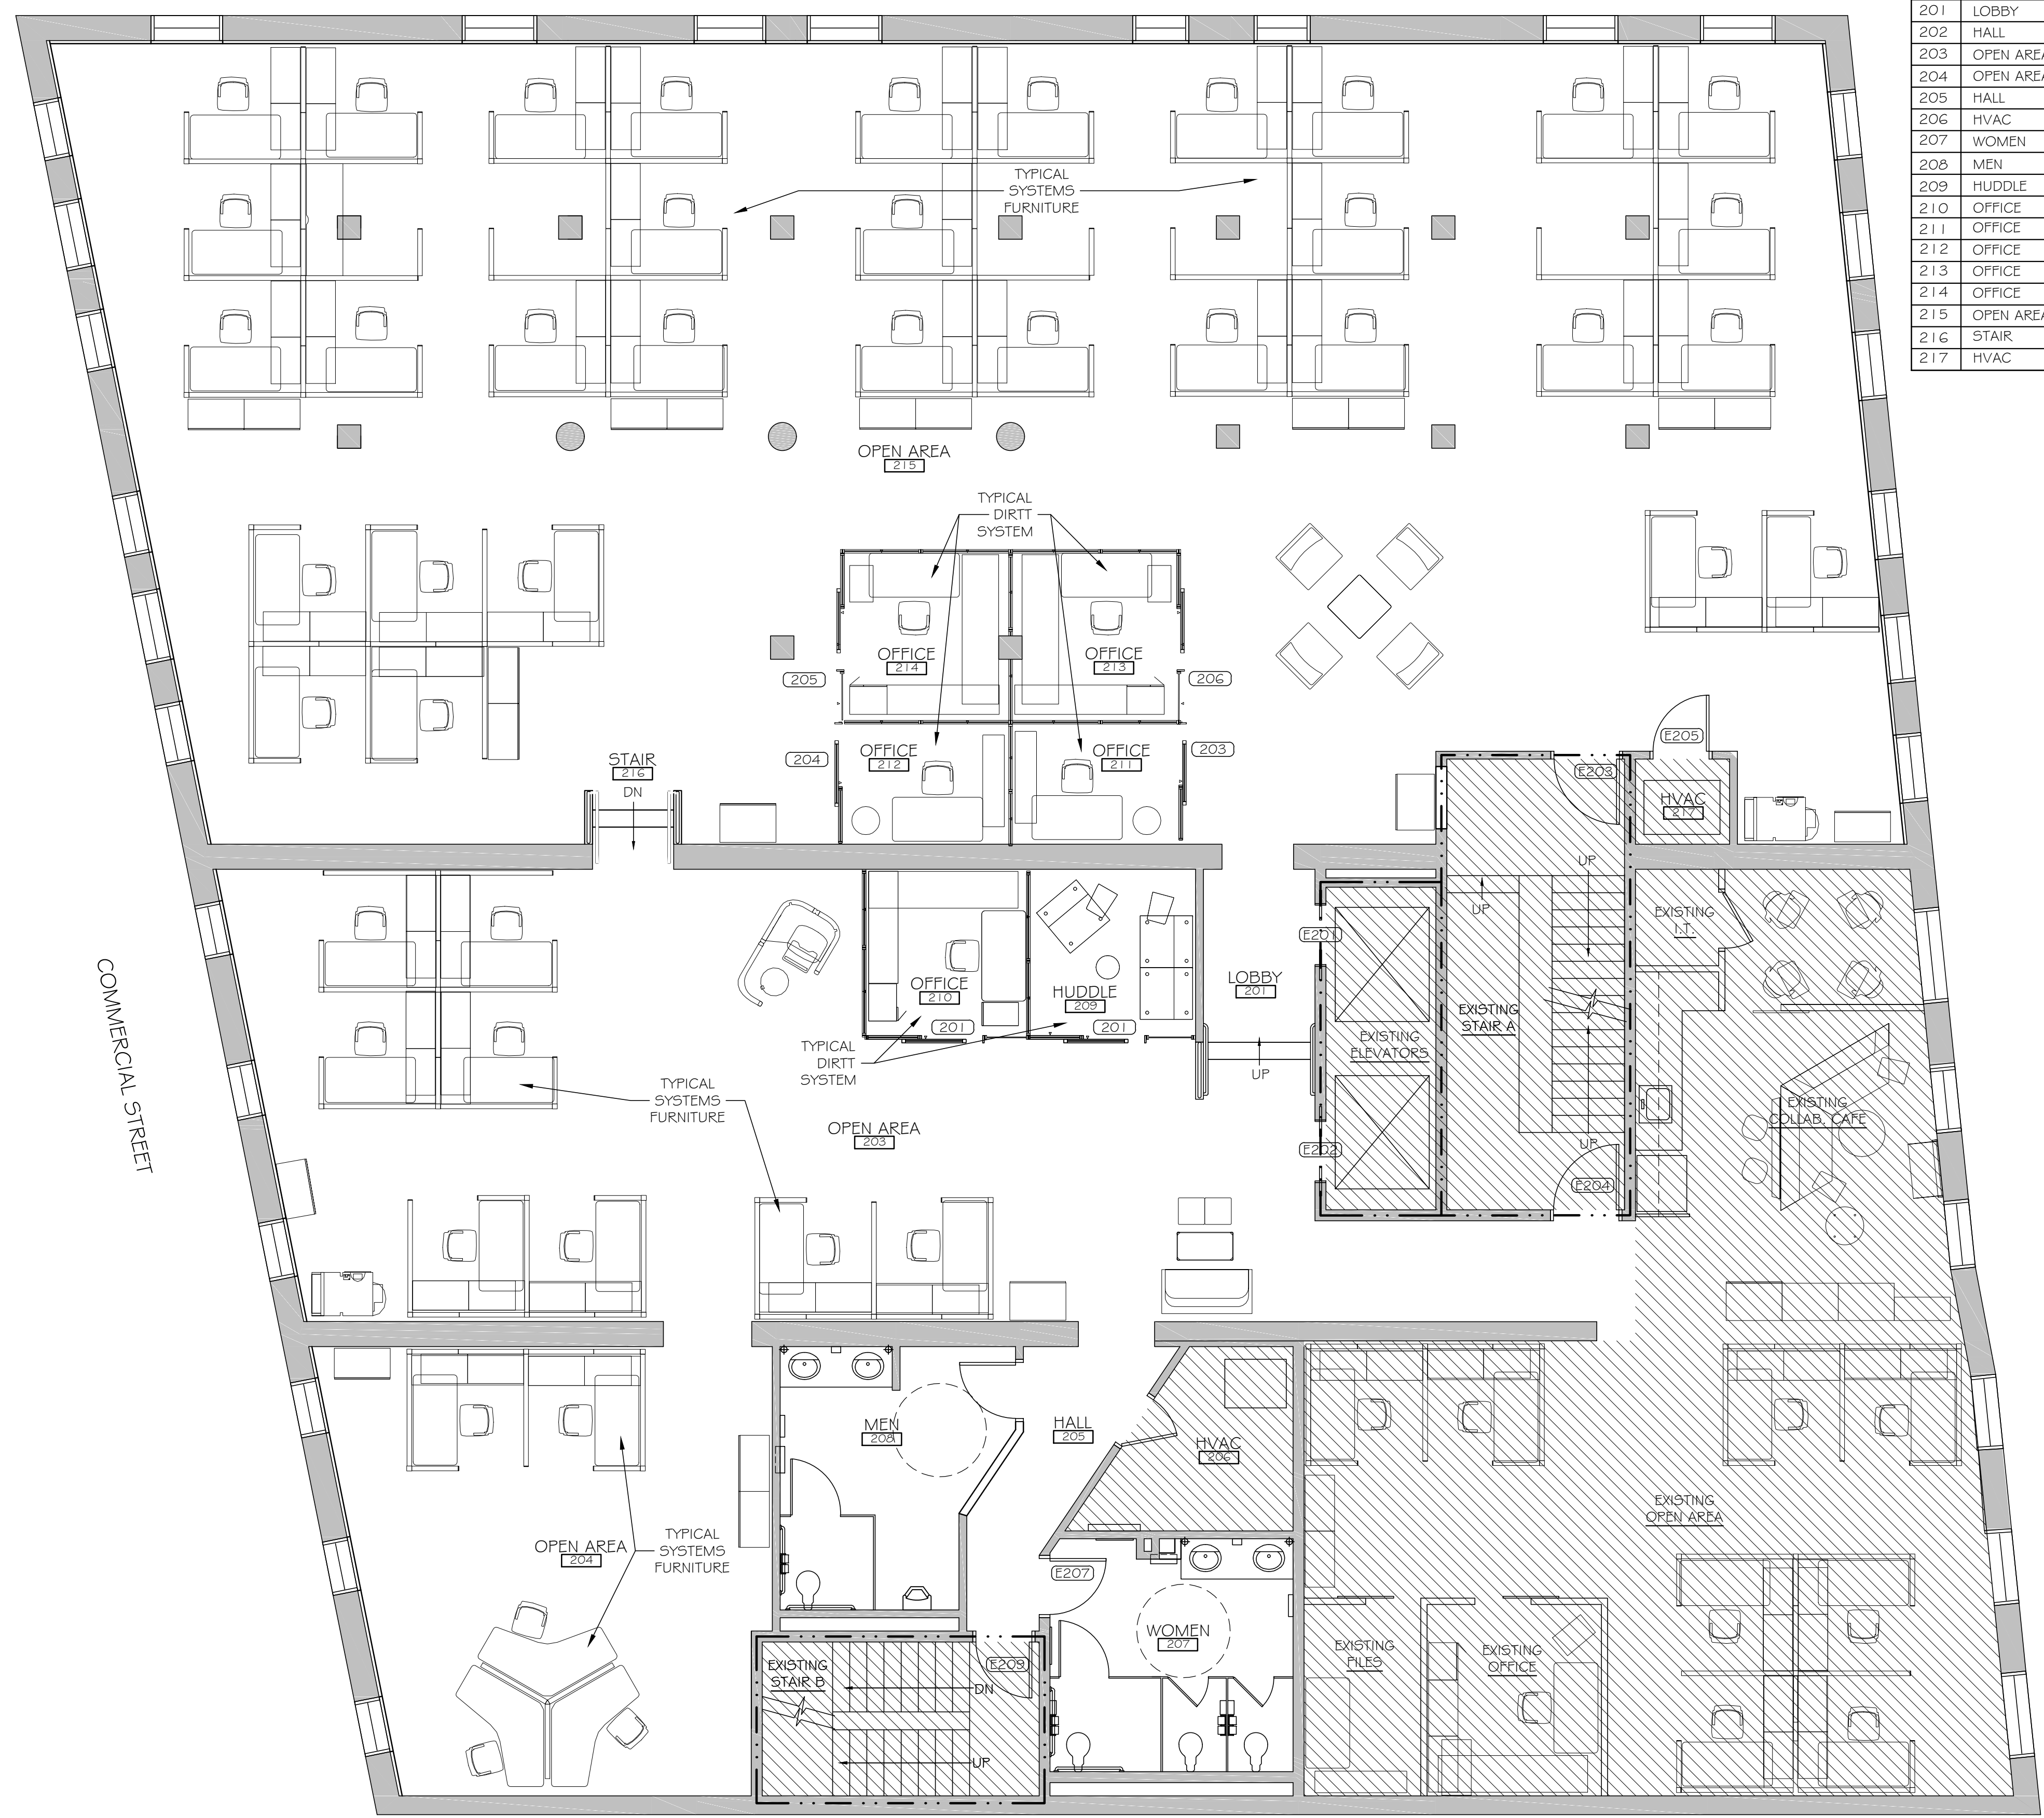 201 LOBBY
202 HALL
203 OPEN AREA
204 OPEN AREA
205 HALL
206 HVAC
207 WOMEN
208 MEN
209 HUDDLE
210 OFFICE
211 OFFICE
212 OFFICE
213 OFFICE
214 OFFICE
215 OPEN AREA
216 STAIR
217 HVAC
TYPICAL
SYSTEMS
FURNITURE
OPEN AREA
215
TYPICAL
DIRTT
SYSTEM
OFFICE
214
OFFICE
213
205
206
OFFICE
212
OFFICE
211
204
203
STAIR
216
DN
E205
E203
HVAC
217
UP
UP
EXISTING
I.T.
E201
LOBBY
201
OFFICE
210
HUDDLE
209
201
201
EXISTING
STAIR A
EXISTING
ELEVATORS
TYPICAL
DIRTT
SYSTEM
UP
COMMERCIAL STREET
TYPICAL
SYSTEMS
FURNITURE
OPEN AREA
203
EXISTING
COLLAB. CAFE
E202
UP
E204
MEN
208
HALL
205
HVAC
206
EXISTING
OPEN AREA
OPEN AREA
204
TYPICAL
SYSTEMS
FURNITURE
E207
WOMEN
207
EXISTING
FILES
EXISTING
OFFICE
EXISTING
STAIR B
E209
DN
UP